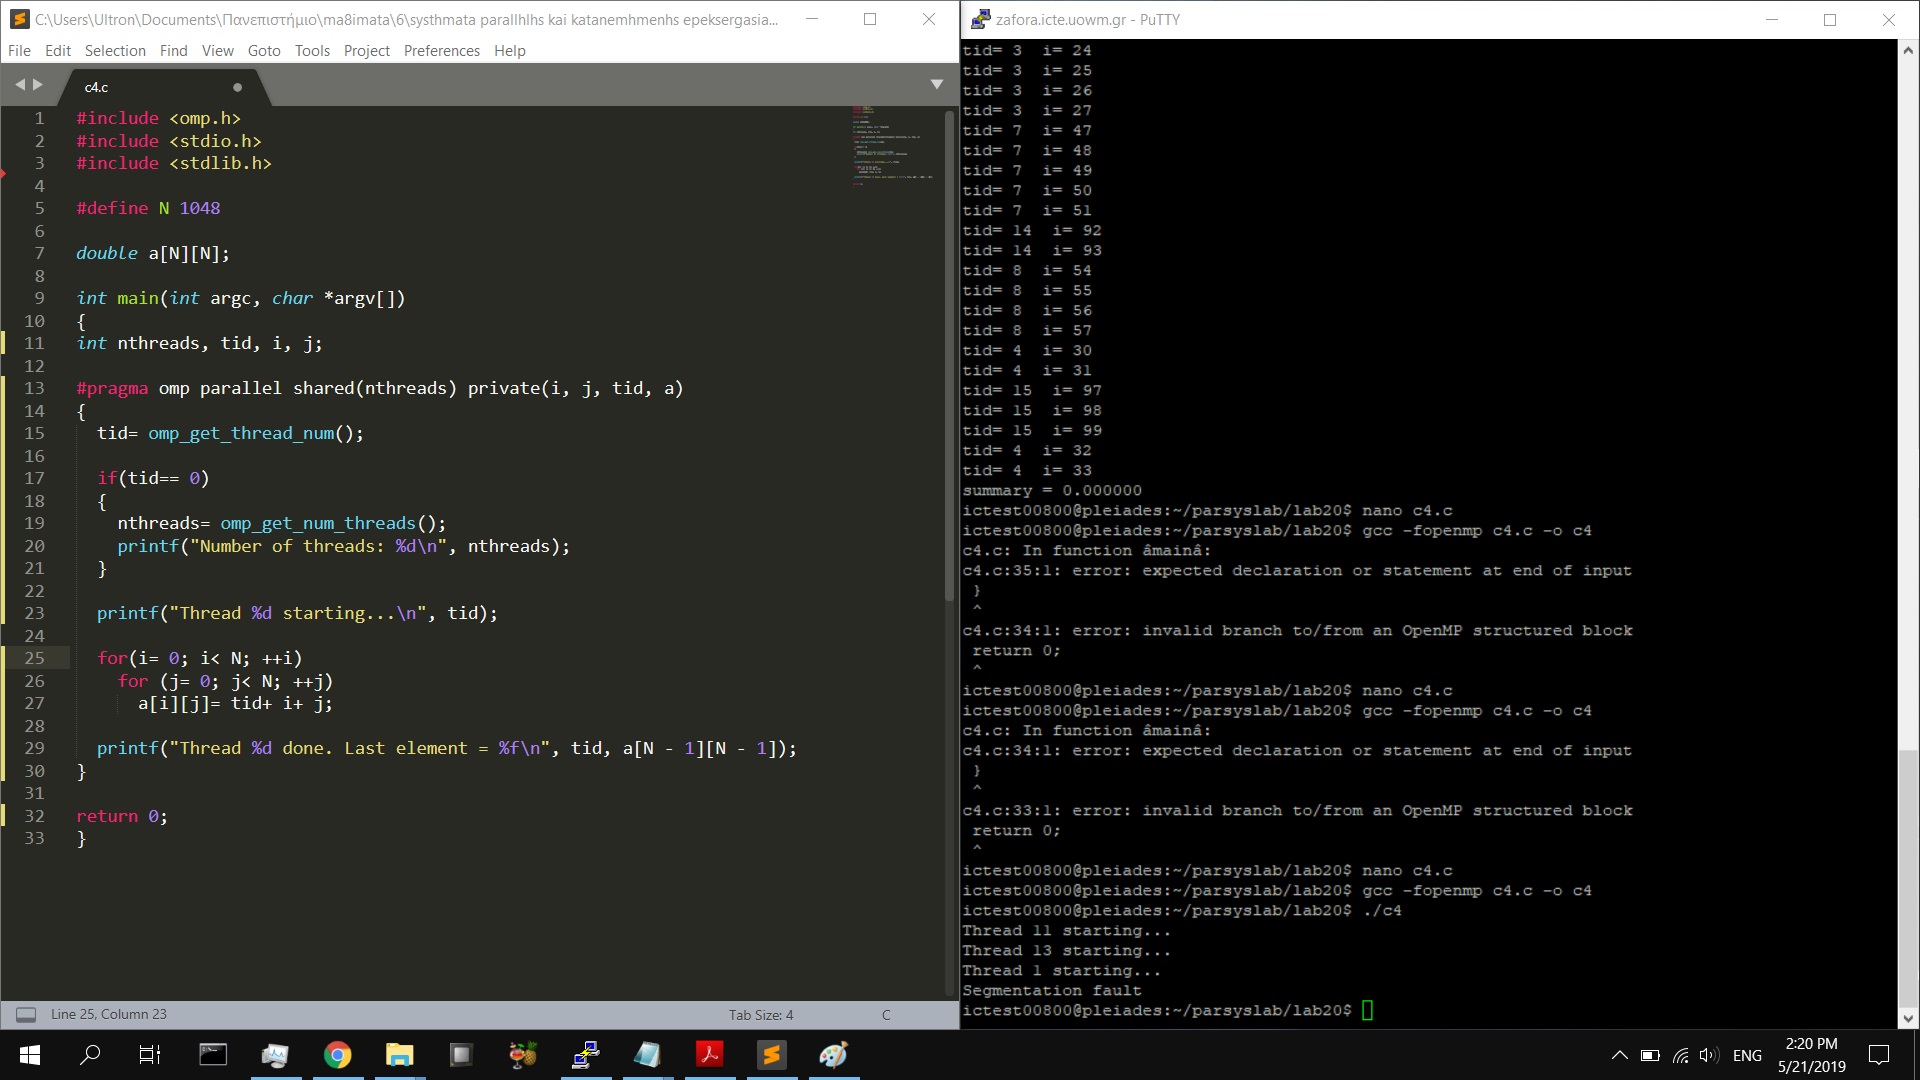 C:\Users\Ultron\Documents\Πανεπιστήμιο\ma8imata\6\systhmata parallhlhs kai katanemhmenhs epeksergasia...
File Edit Selection Find View Goto Tools Project Preferences Help
c4.c
1 #include <omp.h>
2 #include <stdio.h>
3 #include <stdlib.h>
4
5 #define N 1048
6
7 double a[N][N];
8
9 int main(int argc, char *argv[])
10 {
11 int nthreads, tid, i, j;
12
13 #pragma omp parallel shared(nthreads) private(i, j, tid, a)
14 {
15 tid= omp_get_thread_num();
16
17 if(tid== 0)
18 {
19 nthreads= omp_get_num_threads();
20 printf("Number of threads: %d\n", nthreads);
21 }
22
23 printf("Thread %d starting...\n", tid);
24
25 for(i= 0; i< N; ++i)
26 for (j= 0; j< N; ++j)
27 a[i][j]= tid+ i+ j;
28
29 printf("Thread %d done. Last element = %f\n", tid, a[N - 1][N - 1]);
30 }
31
32 return 0;
33 }
Line 25, Column 23
Tab Size: 4
C
zafora.icte.uowm.gr - PuTTY
tid= 3 i= 24
tid= 3 i= 25
tid= 3 i= 26
tid= 3 i= 27
tid= 7 i= 47
tid= 7 i= 48
tid= 7 i= 49
tid= 7 i= 50
tid= 7 i= 51
tid= 14 i= 92
tid= 14 i= 93
tid= 8 i= 54
tid= 8 i= 55
tid= 8 i= 56
tid= 8 i= 57
tid= 4 i= 30
tid= 4 i= 31
tid= 15 i= 97
tid= 15 i= 98
tid= 15 i= 99
tid= 4 i= 32
tid= 4 i= 33
summary = 0.000000
ictest00800@pleiades:~/parsyslab/lab20$ nano c4.c
ictest00800@pleiades:~/parsyslab/lab20$ gcc -fopenmp c4.c -o c4
c4.c: In function âmainâ:
c4.c:35:1: error: expected declaration or statement at end of input
}
^
c4.c:34:1: error: invalid branch to/from an OpenMP structured block
return 0;
^
ictest00800@pleiades:~/parsyslab/lab20$ nano c4.c
ictest00800@pleiades:~/parsyslab/lab20$ gcc -fopenmp c4.c -o c4
c4.c: In function âmainâ:
c4.c:34:1: error: expected declaration or statement at end of input
}
^
c4.c:33:1: error: invalid branch to/from an OpenMP structured block
return 0;
^
ictest00800@pleiades:~/parsyslab/lab20$ nano c4.c
ictest00800@pleiades:~/parsyslab/lab20$ gcc -fopenmp c4.c -o c4
ictest00800@pleiades:~/parsyslab/lab20$ ./c4
Thread 11 starting...
Thread 13 starting...
Thread 1 starting...
Segmentation fault
ictest00800@pleiades:~/parsyslab/lab20$
ENG
2:20 PM
5/21/2019